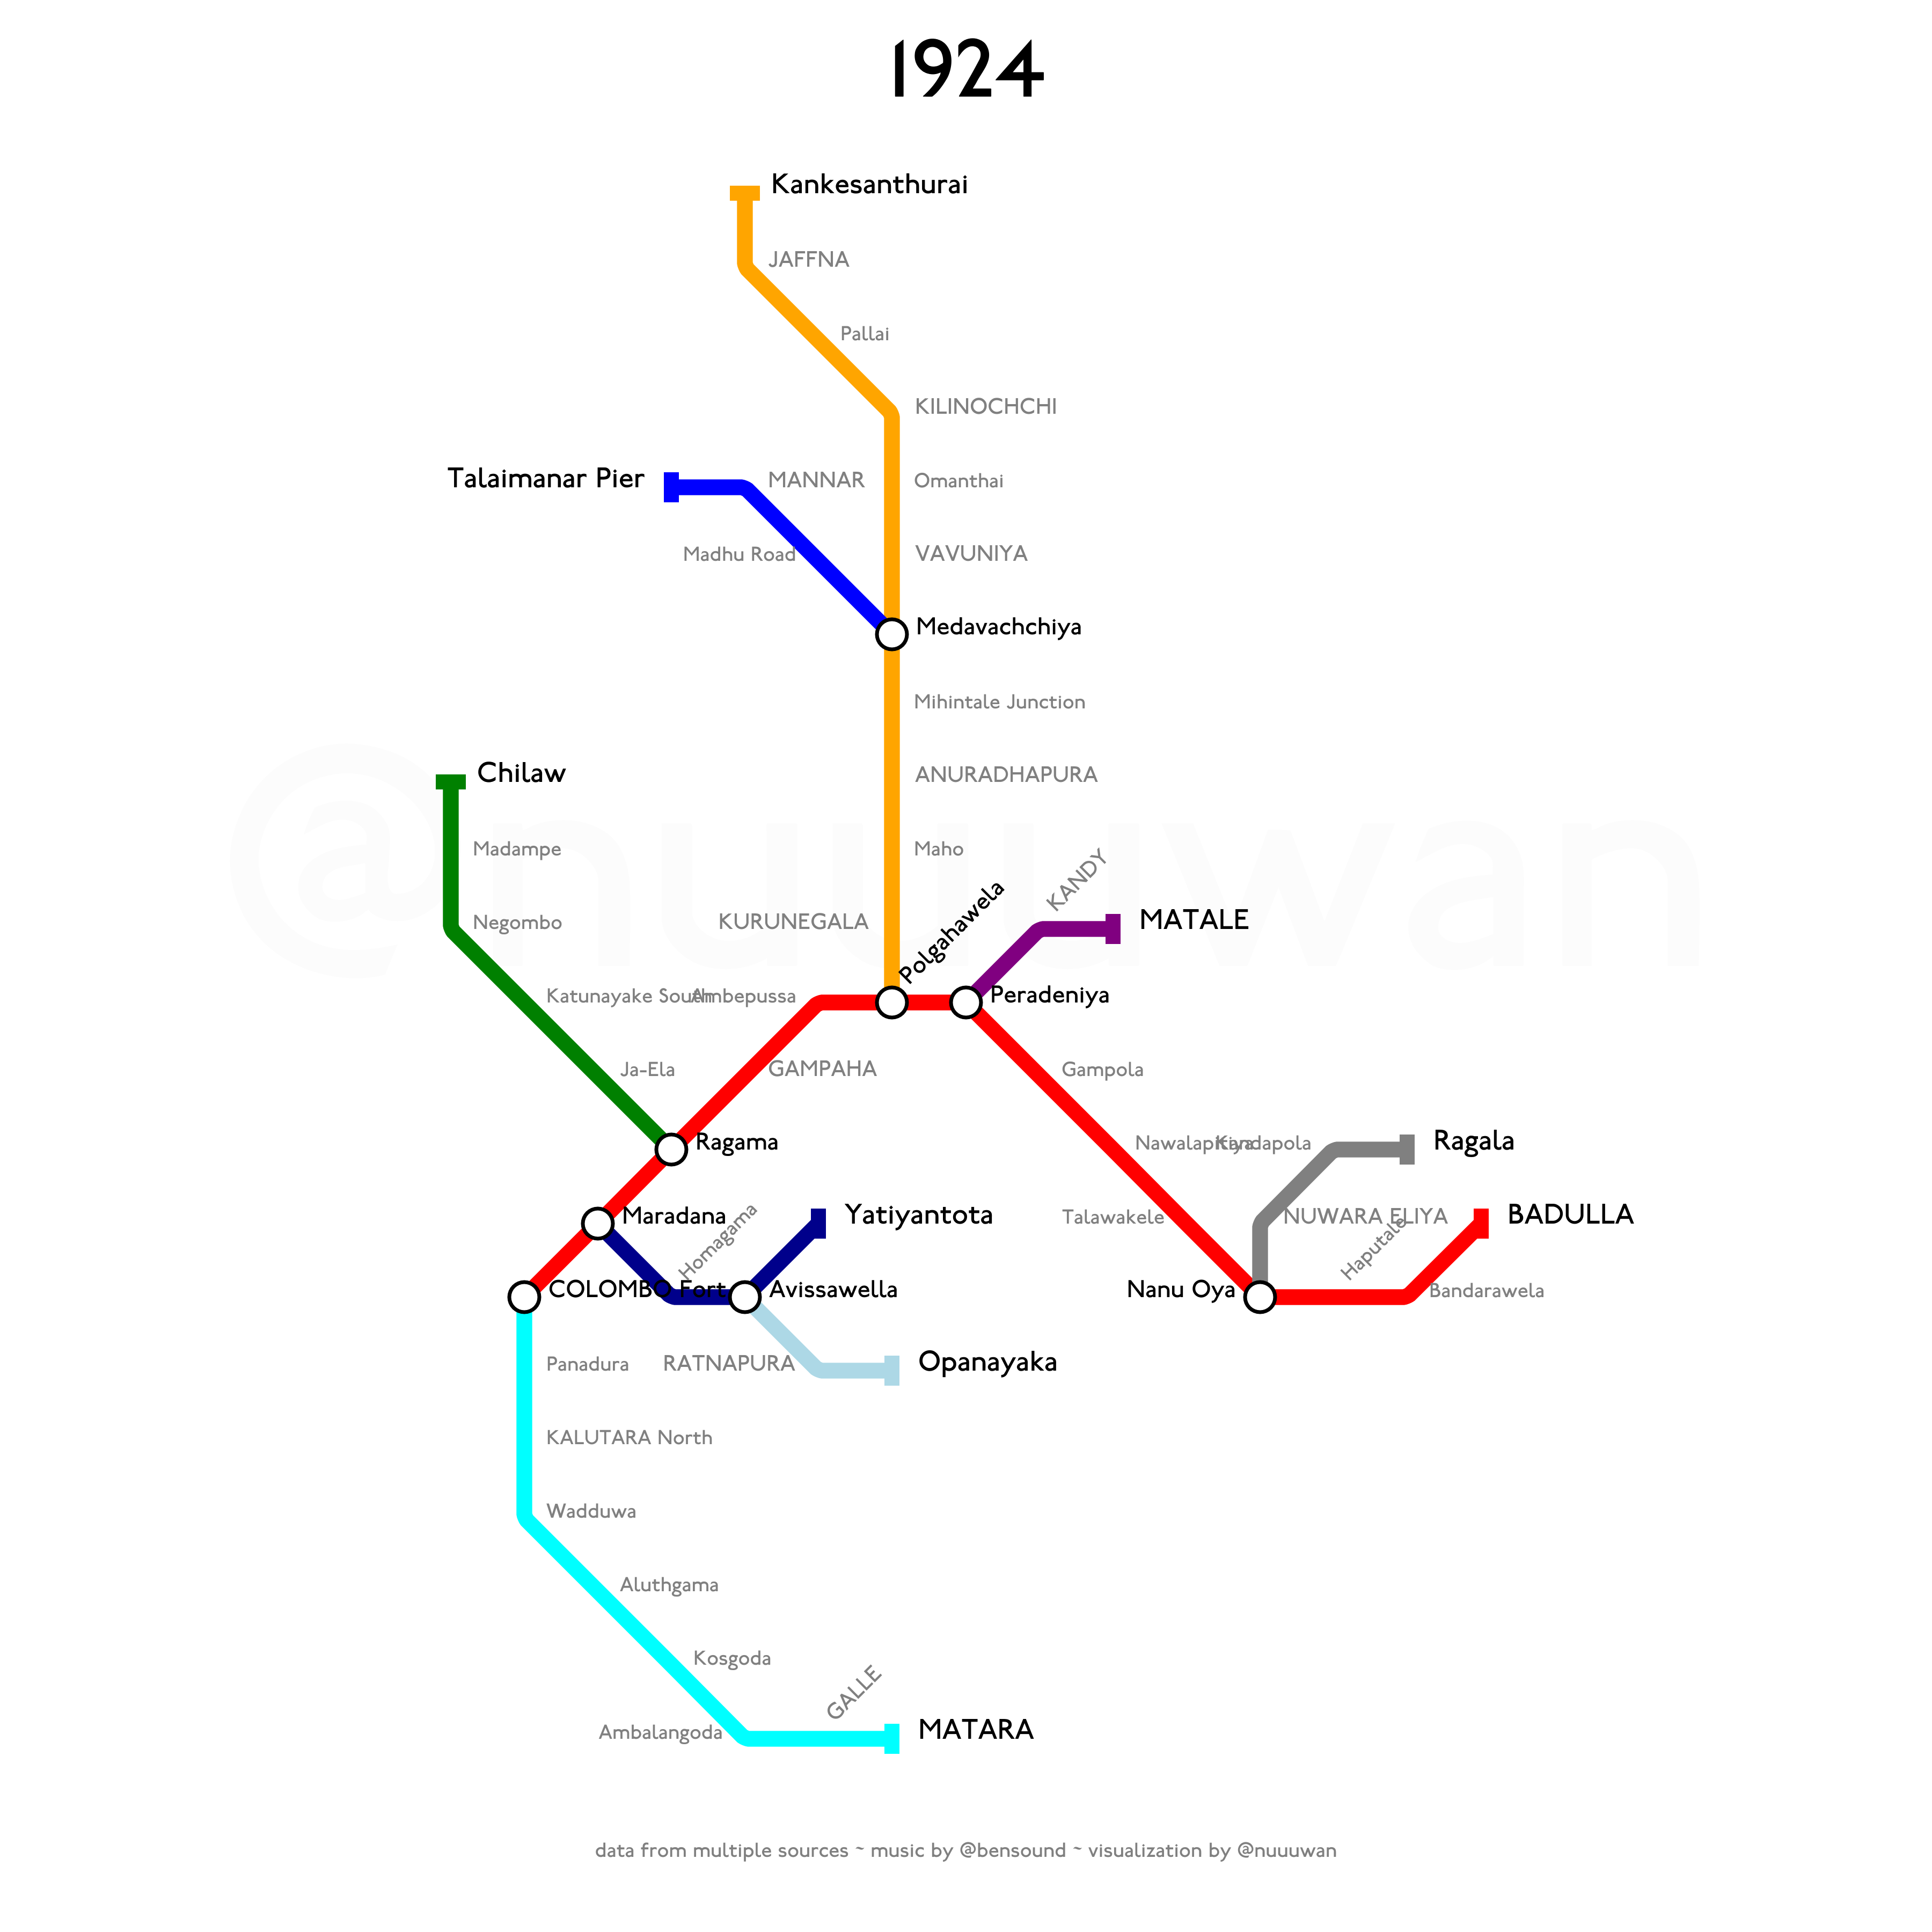 1924
Kankesanthurai
JAFFNA
Pallai
KILINOCHCHI
Talaimanar Pier
MANNAR
Omanthai
Madhu Road
VAVUNIYA
Medavachchiya
Mihintale Junction
Chilaw
ANURADHAPURA
@nuuuwan
Madampe
Maho
KANDY
Negombo
KURUNEGALA
Polgahawela
MATALE
Katunayake South
Ambepussa
Peradeniya
Ja-Ela
GAMPAHA
Gampola
Ragama
Nawalapitiya
Kandapola
Ragala
Maradana
Homagama
Yatiyantota
Talawakele
NUWARA ELIYA
Haputale
BADULLA
COLOMBO Fort
Avissawella
Nanu Oya
Bandarawela
Panadura
RATNAPURA
Opanayaka
KALUTARA North
Wadduwa
Aluthgama
Kosgoda
GALLE
Ambalangoda
MATARA
data from multiple sources ~ music by @bensound ~ visualization by @nuuuwan